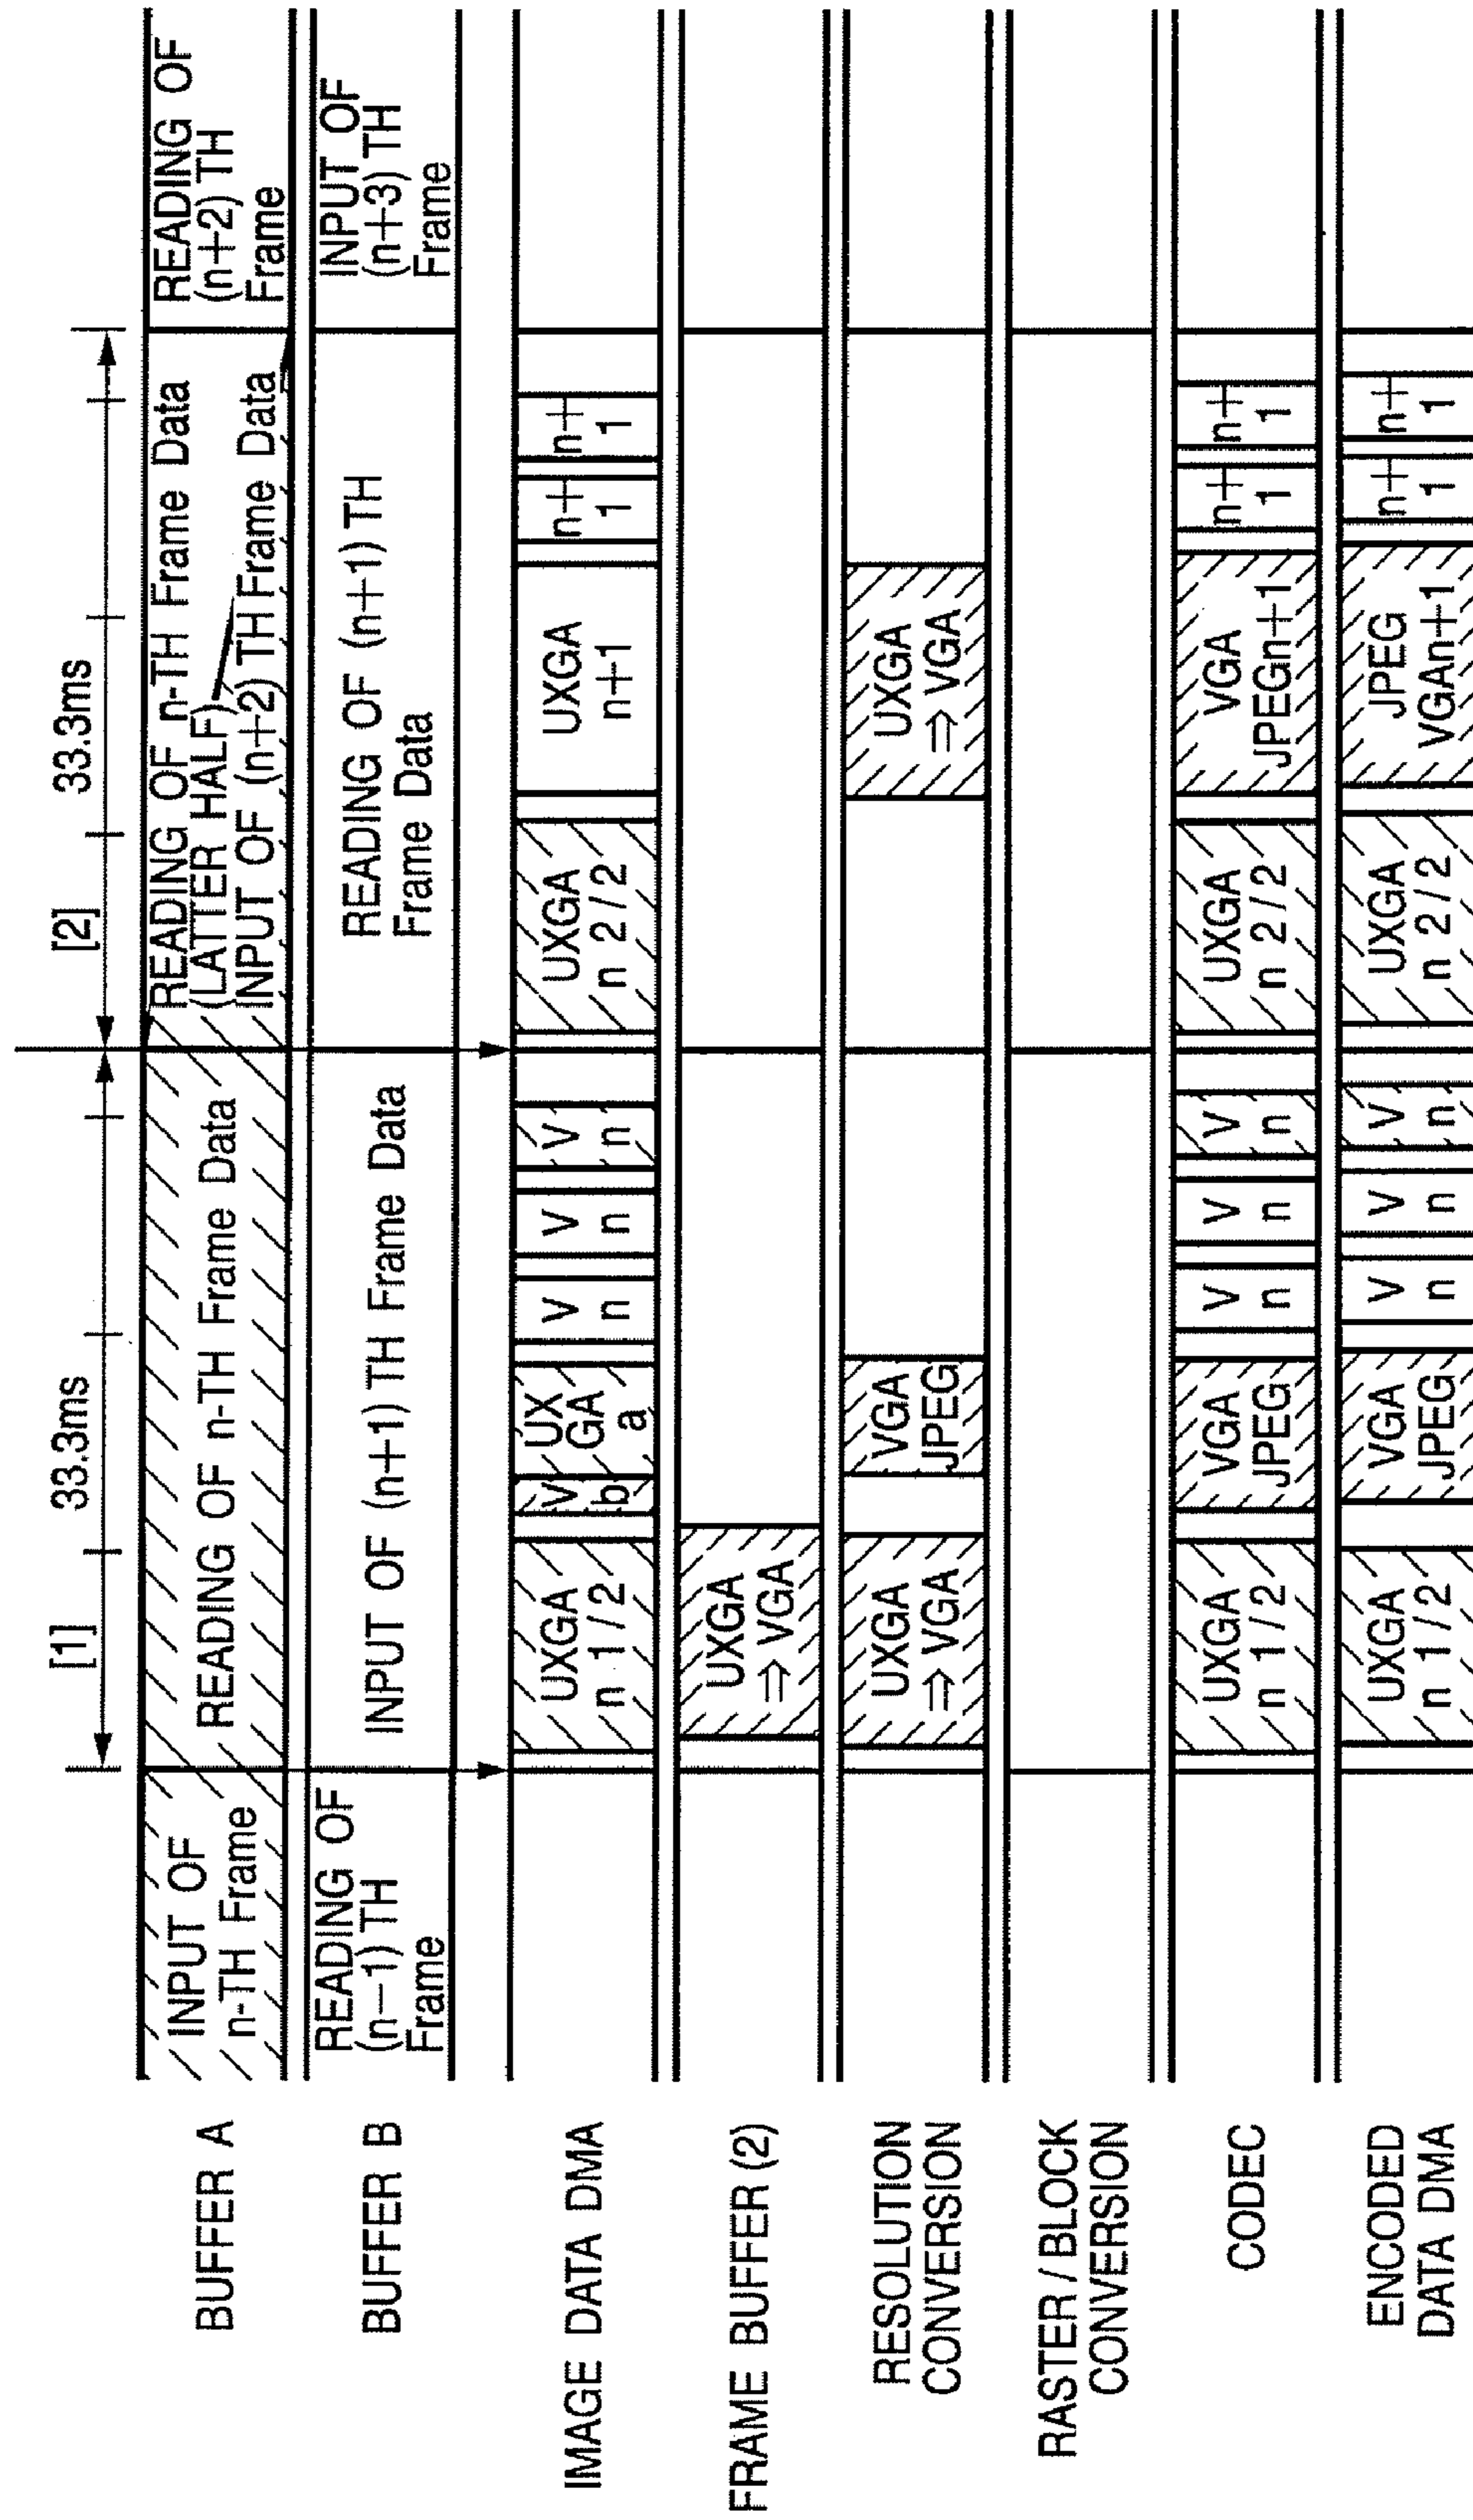 [1]
33.3ms
[2]
33.3ms
BUFFER A
INPUT OF
n-TH Frame
READING OF n-TH Frame Data
READING OF n-TH Frame Data
(LATTER HALF)
INPUT OF (n+2) TH Frame Data
READING OF
(n+2) TH
Frame
BUFFER B
READING OF
(n-1) TH
Frame
INPUT OF (n+1) TH Frame Data
READING OF (n+1) TH
Frame Data
INPUT OF
(n+3) TH
Frame
IMAGE DATA DMA
UXGA
n 1/2
V
b
UX
GA
a
V
n
V
n
V
n
UXGA
n 2/2
UXGA
n+1
n+
1
n+
1
FRAME BUFFER (2)
UXGA
⇒ VGA
RESOLUTION
CONVERSION
UXGA
⇒ VGA
VGA
JPEG
UXGA
⇒ VGA
RASTER/BLOCK
CONVERSION
CODEC
UXGA
n 1/2
VGA
JPEG
V
n
V
n
V
n
UXGA
n 2/2
VGA
JPEGn+1
n+
1
n+
1
ENCODED
DATA DMA
UXGA
n 1/2
VGA
JPEG
V
n
V
n
V
n
UXGA
n 2/2
JPEG
VGAn+1
n+
1
n+
1